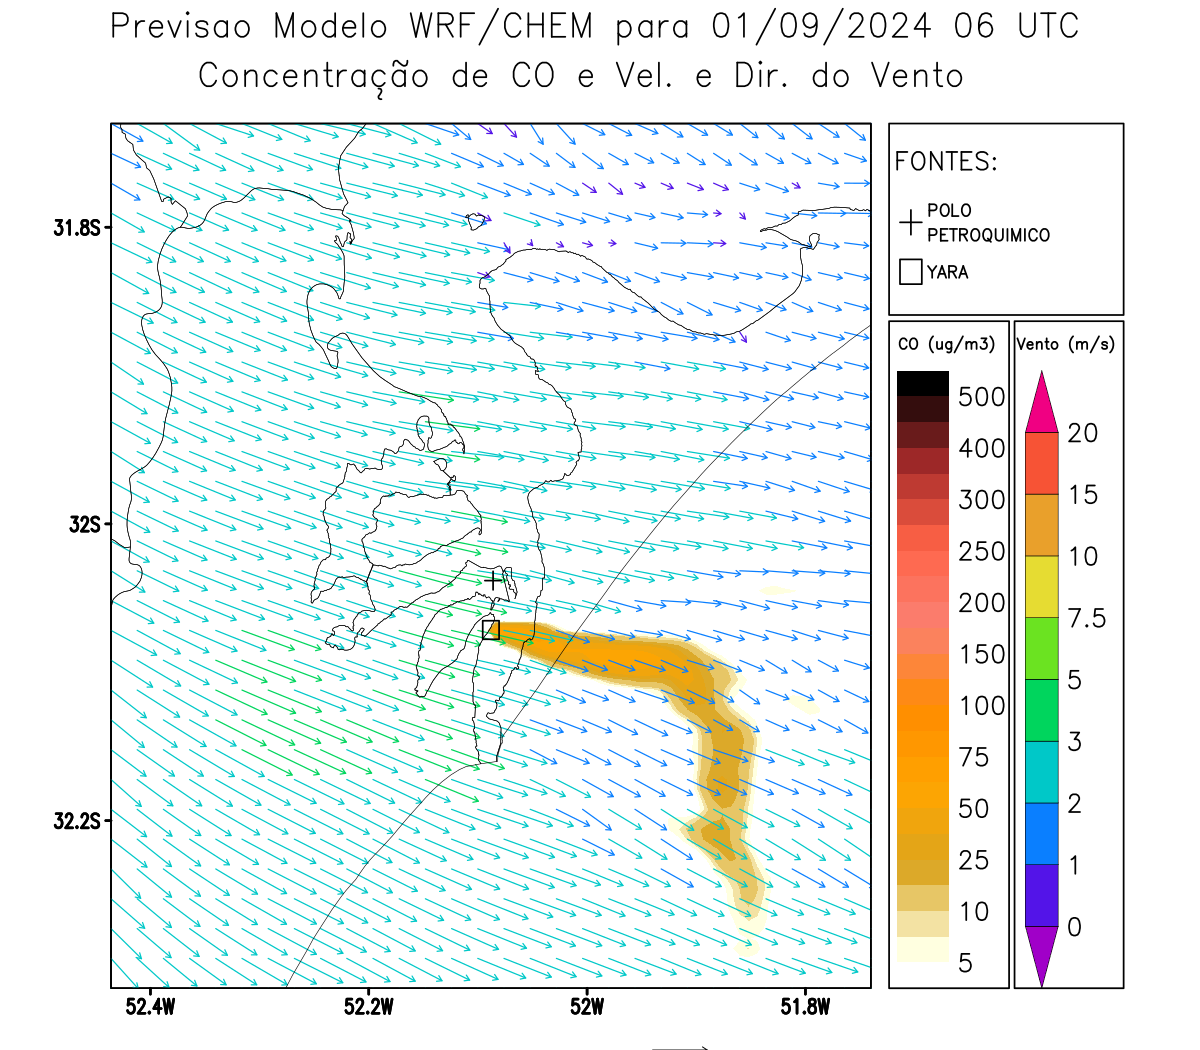 Previsao Modelo WRF/CHEM para 01/09/2024 06 UTC
Concentração de CO e Vel. e Dir. do Vento
FONTES:
POLO
PETROQUIMICO
YARA
31.8S
32S
32.2S
52.4W
52.2W
52W
51.8W
CO (ug/m3)
500
400
300
250
200
150
100
75
50
25
10
5
Vento (m/s)
20
15
10
7.5
5
3
2
1
0